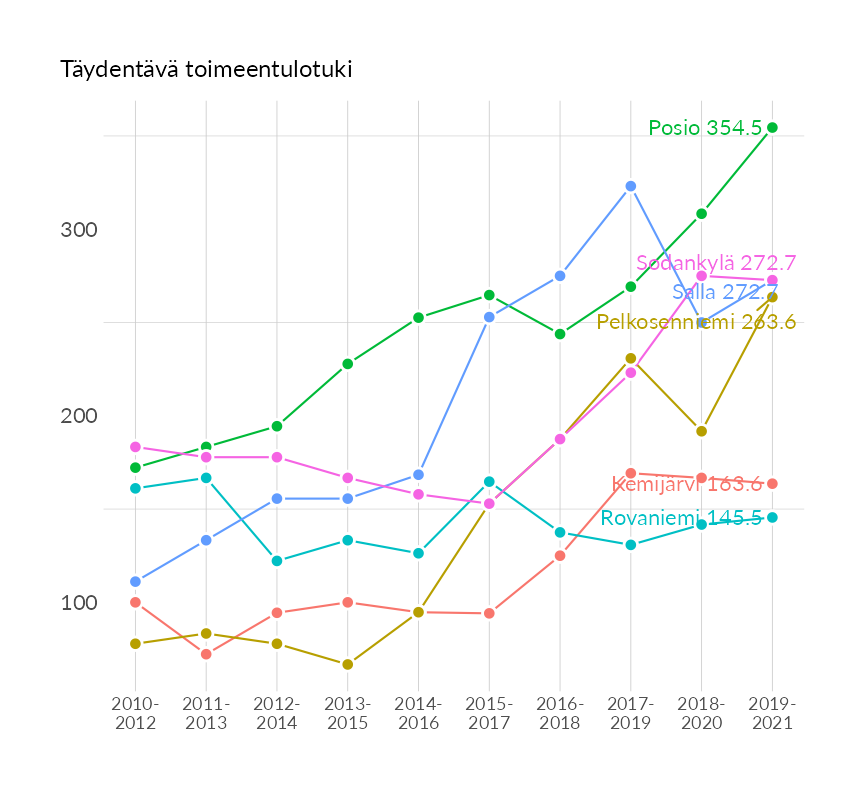 Täydentävä toimeentulotuki
Posio 354.5
300
Sodankylä 272.7
Salla 272.7
Pelkosenniemi 263.6
200
Kemijärvi 163.6
Rovaniemi 145.5
100
2010- 2011- 2012- 2013- 2014- 2015- 2016- 2017- 2018- 2019-
2012 2013 2014 2015 2016 2017 2018 2019 2020 2021